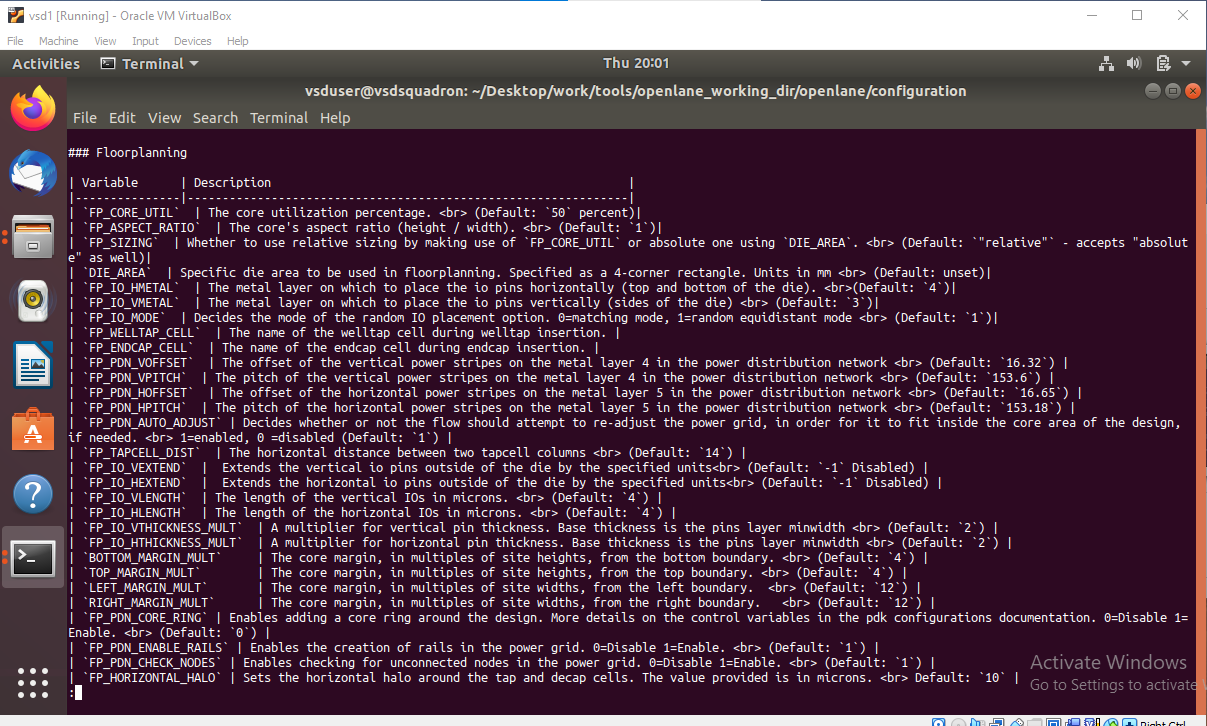 vsd1 [Running] - Oracle VM VirtualBox
File Machine View Input Devices Help
Activities Terminal Thu 20:01
vsduser@vsdsquadron: ~/Desktop/work/tools/openlane_working_dir/openlane/configuration
File Edit View Search Terminal Help
### Floorplanning
| Variable      | Description                                                   |
|---------------|---------------------------------------------------------------|
| `FP_CORE_UTIL`  | The core utilization percentage. <br> (Default: `50` percent)|
| `FP_ASPECT_RATIO`  | The core's aspect ratio (height / width). <br> (Default: `1`)|
| `FP_SIZING`  | Whether to use relative sizing by making use of `FP_CORE_UTIL` or absolute one using `DIE_AREA`. <br> (Default: `"relative"` - accepts "absolut
e" as well)|
| `DIE_AREA`  | Specific die area to be used in floorplanning. Specified as a 4-corner rectangle. Units in mm <br> (Default: unset)|
| `FP_IO_HMETAL`  | The metal layer on which to place the io pins horizontally (top and bottom of the die). <br>(Default: `4`)|
| `FP_IO_VMETAL`  | The metal layer on which to place the io pins vertically (sides of the die) <br> (Default: `3`)|
| `FP_IO_MODE`  | Decides the mode of the random IO placement option. 0=matching mode, 1=random equidistant mode <br> (Default: `1`)|
| `FP_WELLTAP_CELL`  | The name of the welltap cell during welltap insertion. |
| `FP_ENDCAP_CELL`  | The name of the endcap cell during endcap insertion. |
| `FP_PDN_VOFFSET`  | The offset of the vertical power stripes on the metal layer 4 in the power distribution network <br> (Default: `16.32`) |
| `FP_PDN_VPITCH`  | The pitch of the vertical power stripes on the metal layer 4 in the power distribution network <br> (Default: `153.6`) |
| `FP_PDN_HOFFSET`  | The offset of the horizontal power stripes on the metal layer 5 in the power distribution network <br> (Default: `16.65`) |
| `FP_PDN_HPITCH`  | The pitch of the horizontal power stripes on the metal layer 5 in the power distribution network <br> (Default: `153.18`) |
| `FP_PDN_AUTO_ADJUST` | Decides whether or not the flow should attempt to re-adjust the power grid, in order for it to fit inside the core area of the design,
if needed. <br> 1=enabled, 0 =disabled (Default: `1`) |
| `FP_TAPCELL_DIST`  | The horizontal distance between two tapcell columns <br> (Default: `14`) |
| `FP_IO_VEXTEND`  |  Extends the vertical io pins outside of the die by the specified units<br> (Default: `-1` Disabled) |
| `FP_IO_HEXTEND`  |  Extends the horizontal io pins outside of the die by the specified units<br> (Default: `-1` Disabled) |
| `FP_IO_VLENGTH`  | The length of the vertical IOs in microns. <br> (Default: `4`) |
| `FP_IO_HLENGTH`  | The length of the horizontal IOs in microns. <br> (Default: `4`) |
| `FP_IO_VTHICKNESS_MULT`  | A multiplier for vertical pin thickness. Base thickness is the pins layer minwidth <br> (Default: `2`) |
| `FP_IO_HTHICKNESS_MULT`  | A multiplier for horizontal pin thickness. Base thickness is the pins layer minwidth <br> (Default: `2`) |
| `BOTTOM_MARGIN_MULT`     | The core margin, in multiples of site heights, from the bottom boundary. <br> (Default: `4`) |
| `TOP_MARGIN_MULT`        | The core margin, in multiples of site heights, from the top boundary. <br> (Default: `4`) |
| `LEFT_MARGIN_MULT`       | The core margin, in multiples of site widths, from the left boundary.  <br> (Default: `12`) |
| `RIGHT_MARGIN_MULT`      | The core margin, in multiples of site widths, from the right boundary.   <br> (Default: `12`) |
| `FP_PDN_CORE_RING` | Enables adding a core ring around the design. More details on the control variables in the pdk configurations documentation. 0=Disable 1=
Enable. <br> (Default: `0`) |
| `FP_PDN_ENABLE_RAILS` | Enables the creation of rails in the power grid. 0=Disable 1=Enable. <br> (Default: `1`) |
| `FP_PDN_CHECK_NODES` | Enables checking for unconnected nodes in the power grid. 0=Disable 1=Enable. <br> (Default: `1`) |
| `FP_HORIZONTAL_HALO` | Sets the horizontal halo around the tap and decap cells. The value provided is in microns. <br> Default: `10` |
:
Activate Windows
Go to Settings to activate
Right Ctrl